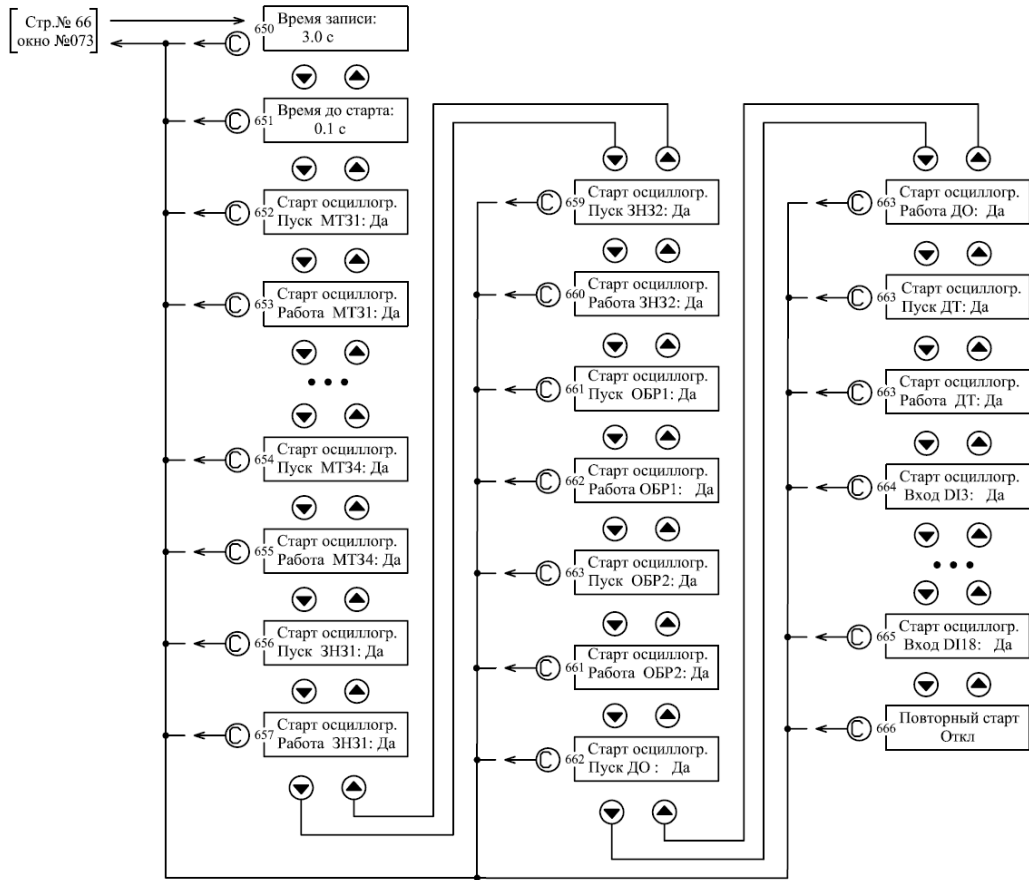 Стр.№ 66
окно №073
650
Время записи:
3.0 с
651
Время до старта:
0.1 с
652
Старт осциллогр.
Пуск МТЗ1: Да
653
Старт осциллогр.
Работа МТЗ1: Да
• • •
654
Старт осциллогр.
Пуск МТЗ4: Да
655
Старт осциллогр.
Работа МТЗ4: Да
656
Старт осциллогр.
Пуск ЗНЗ1: Да
657
Старт осциллогр.
Работа ЗНЗ1: Да
659
Старт осциллогр.
Пуск ЗНЗ2: Да
660
Старт осциллогр.
Работа ЗНЗ2: Да
661
Старт осциллогр.
Пуск ОБР1: Да
662
Старт осциллогр.
Работа ОБР1: Да
663
Старт осциллогр.
Пуск ОБР2: Да
661
Старт осциллогр.
Работа ОБР2: Да
662
Старт осциллогр.
Пуск ДО : Да
663
Старт осциллогр.
Работа ДО: Да
663
Старт осциллогр.
Пуск ДТ: Да
663
Старт осциллогр.
Работа ДТ: Да
664
Старт осциллогр.
Вход DI3: Да
• • •
665
Старт осциллогр.
Вход DI18: Да
666
Повторный старт
Откл